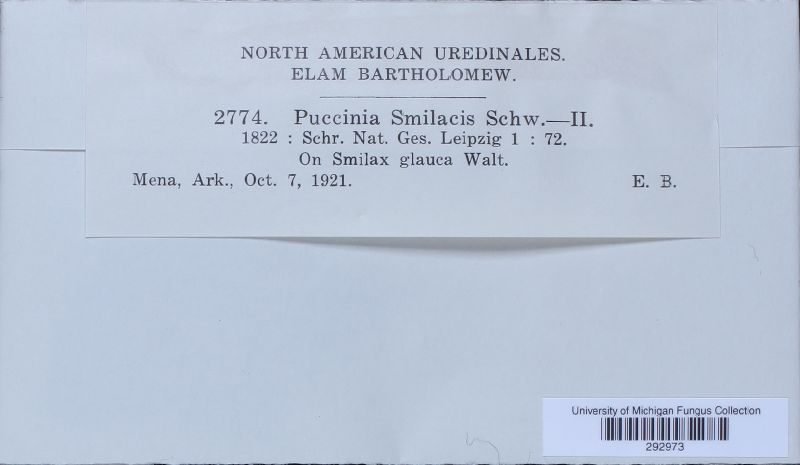 NORTH AMERICAN UREDINALES.
ELAM BARTHOLOMEW.
2774. Puccinia Smilacis Schw.—II.
1822 : Schr. Nat. Ges. Leipzig 1 : 72.
On Smilax glauca Walt.
Mena, Ark., Oct. 7, 1921. E. B.
University of Michigan Fungus Collection
292973